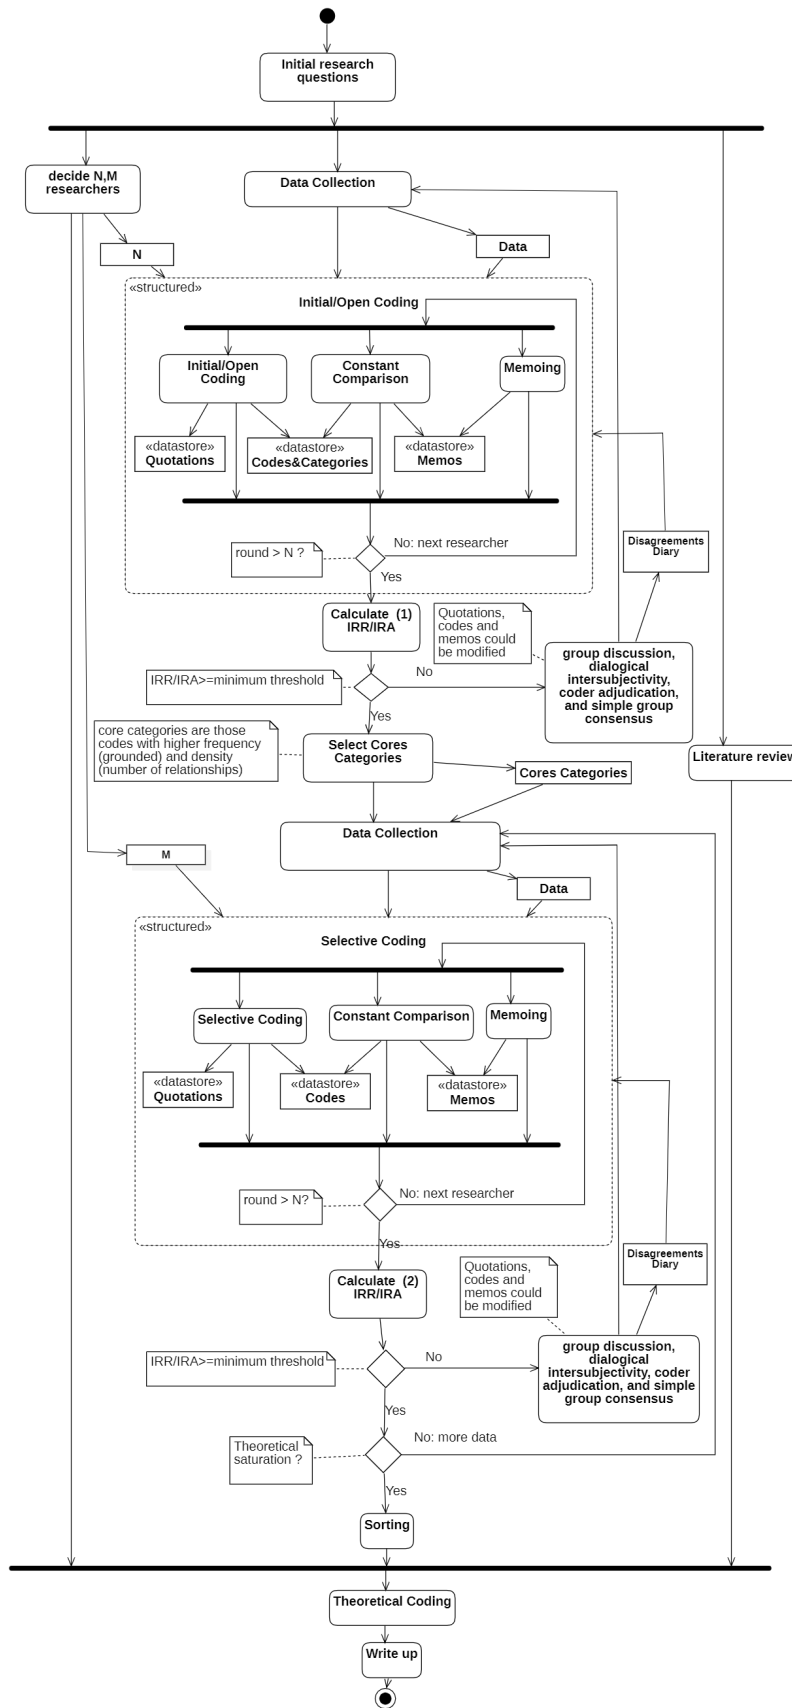 Initial research
questions
decide N,M
researchers
Data Collection
N
Data
«structured»
Initial/Open Coding
Initial/Open
Coding
Constant
Comparison
Memoing
«datastore»
Quotations
«datastore»
Codes&Categories
«datastore»
Memos
round > N ?
No: next researcher
Yes
Disagreements
Diary
Calculate  (1)
IRR/IRA
Quotations,
codes and
memos could
be modified
group discussion,
dialogical
intersubjectivity,
coder adjudication,
and simple group
consensus
IRR/IRA>=minimum threshold
No
Yes
core categories are those
codes with higher frequency
(grounded) and density
(number of relationships)
Select Cores
Categories
Cores Categories
Literature review
Data Collection
M
Data
«structured»
Selective Coding
Selective Coding
Constant Comparison
Memoing
«datastore»
Quotations
«datastore»
Codes
«datastore»
Memos
round > N?
No: next researcher
Yes
Disagreements
Diary
Calculate  (2)
IRR/IRA
Quotations,
codes and
memos could
be modified
group discussion,
dialogical
intersubjectivity, coder
adjudication, and simple
group consensus
IRR/IRA>=minimum threshold
No
Yes
Theoretical
saturation ?
No: more data
Yes
Sorting
Theoretical Coding
Write up